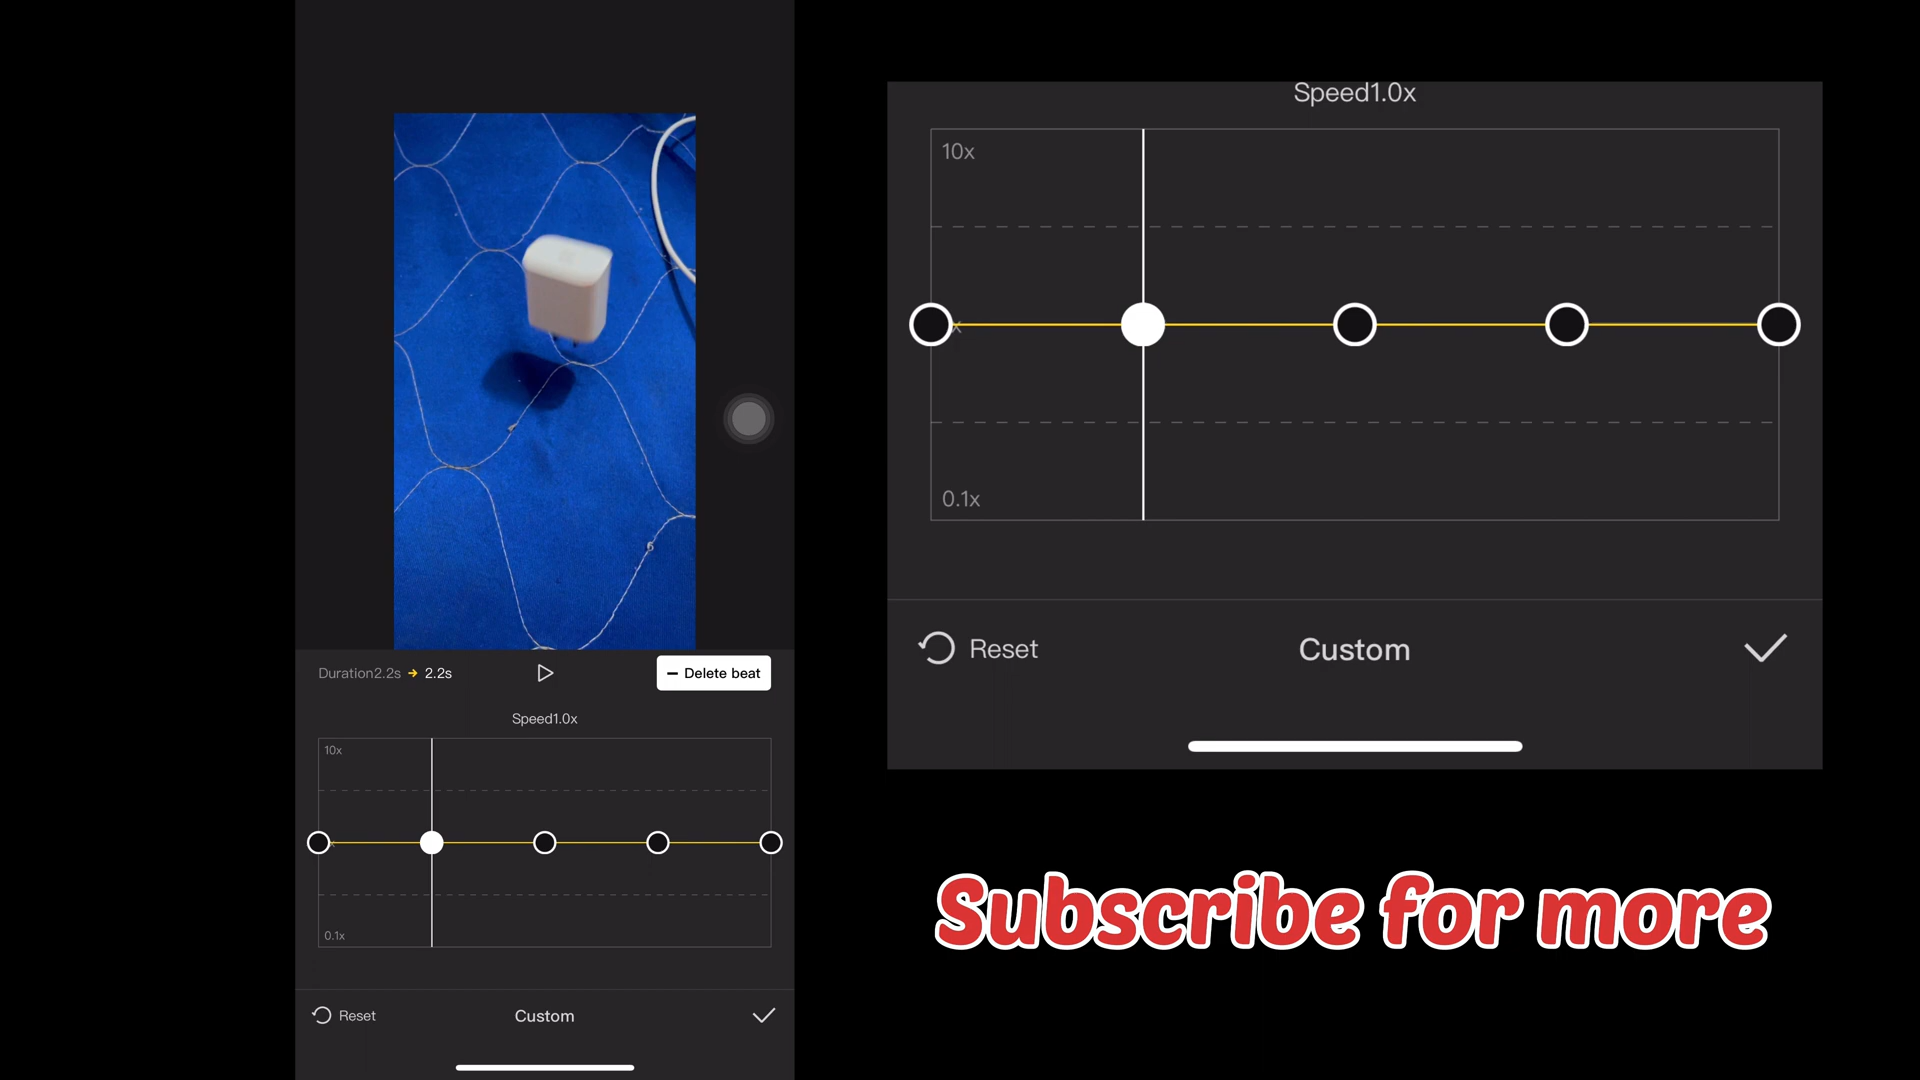 Duration2.2s → 2.2s
– Delete beat
Speed1.0x
10x
0.1x
Reset
Custom
Speed1.0x
10x
x
0.1x
Reset
Custom
Subscribe for more